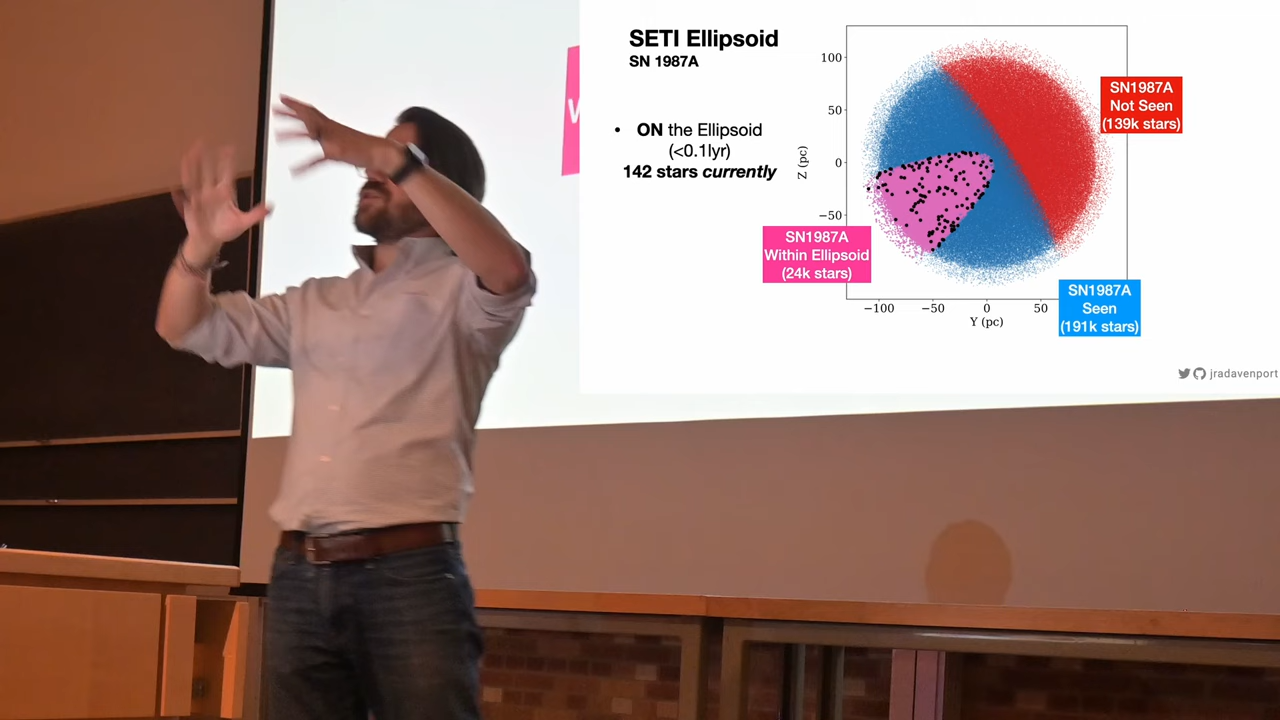 SETI Ellipsoid
SN 1987A
• ON the Ellipsoid
(<0.1lyr)
142 stars currently
100
50
0
−50
Z (pc)
−100
−50
0
50
Y (pc)
SN1987A
Not Seen
(139k stars)
SN1987A
Within Ellipsoid
(24k stars)
SN1987A
Seen
(191k stars)
jradavenport